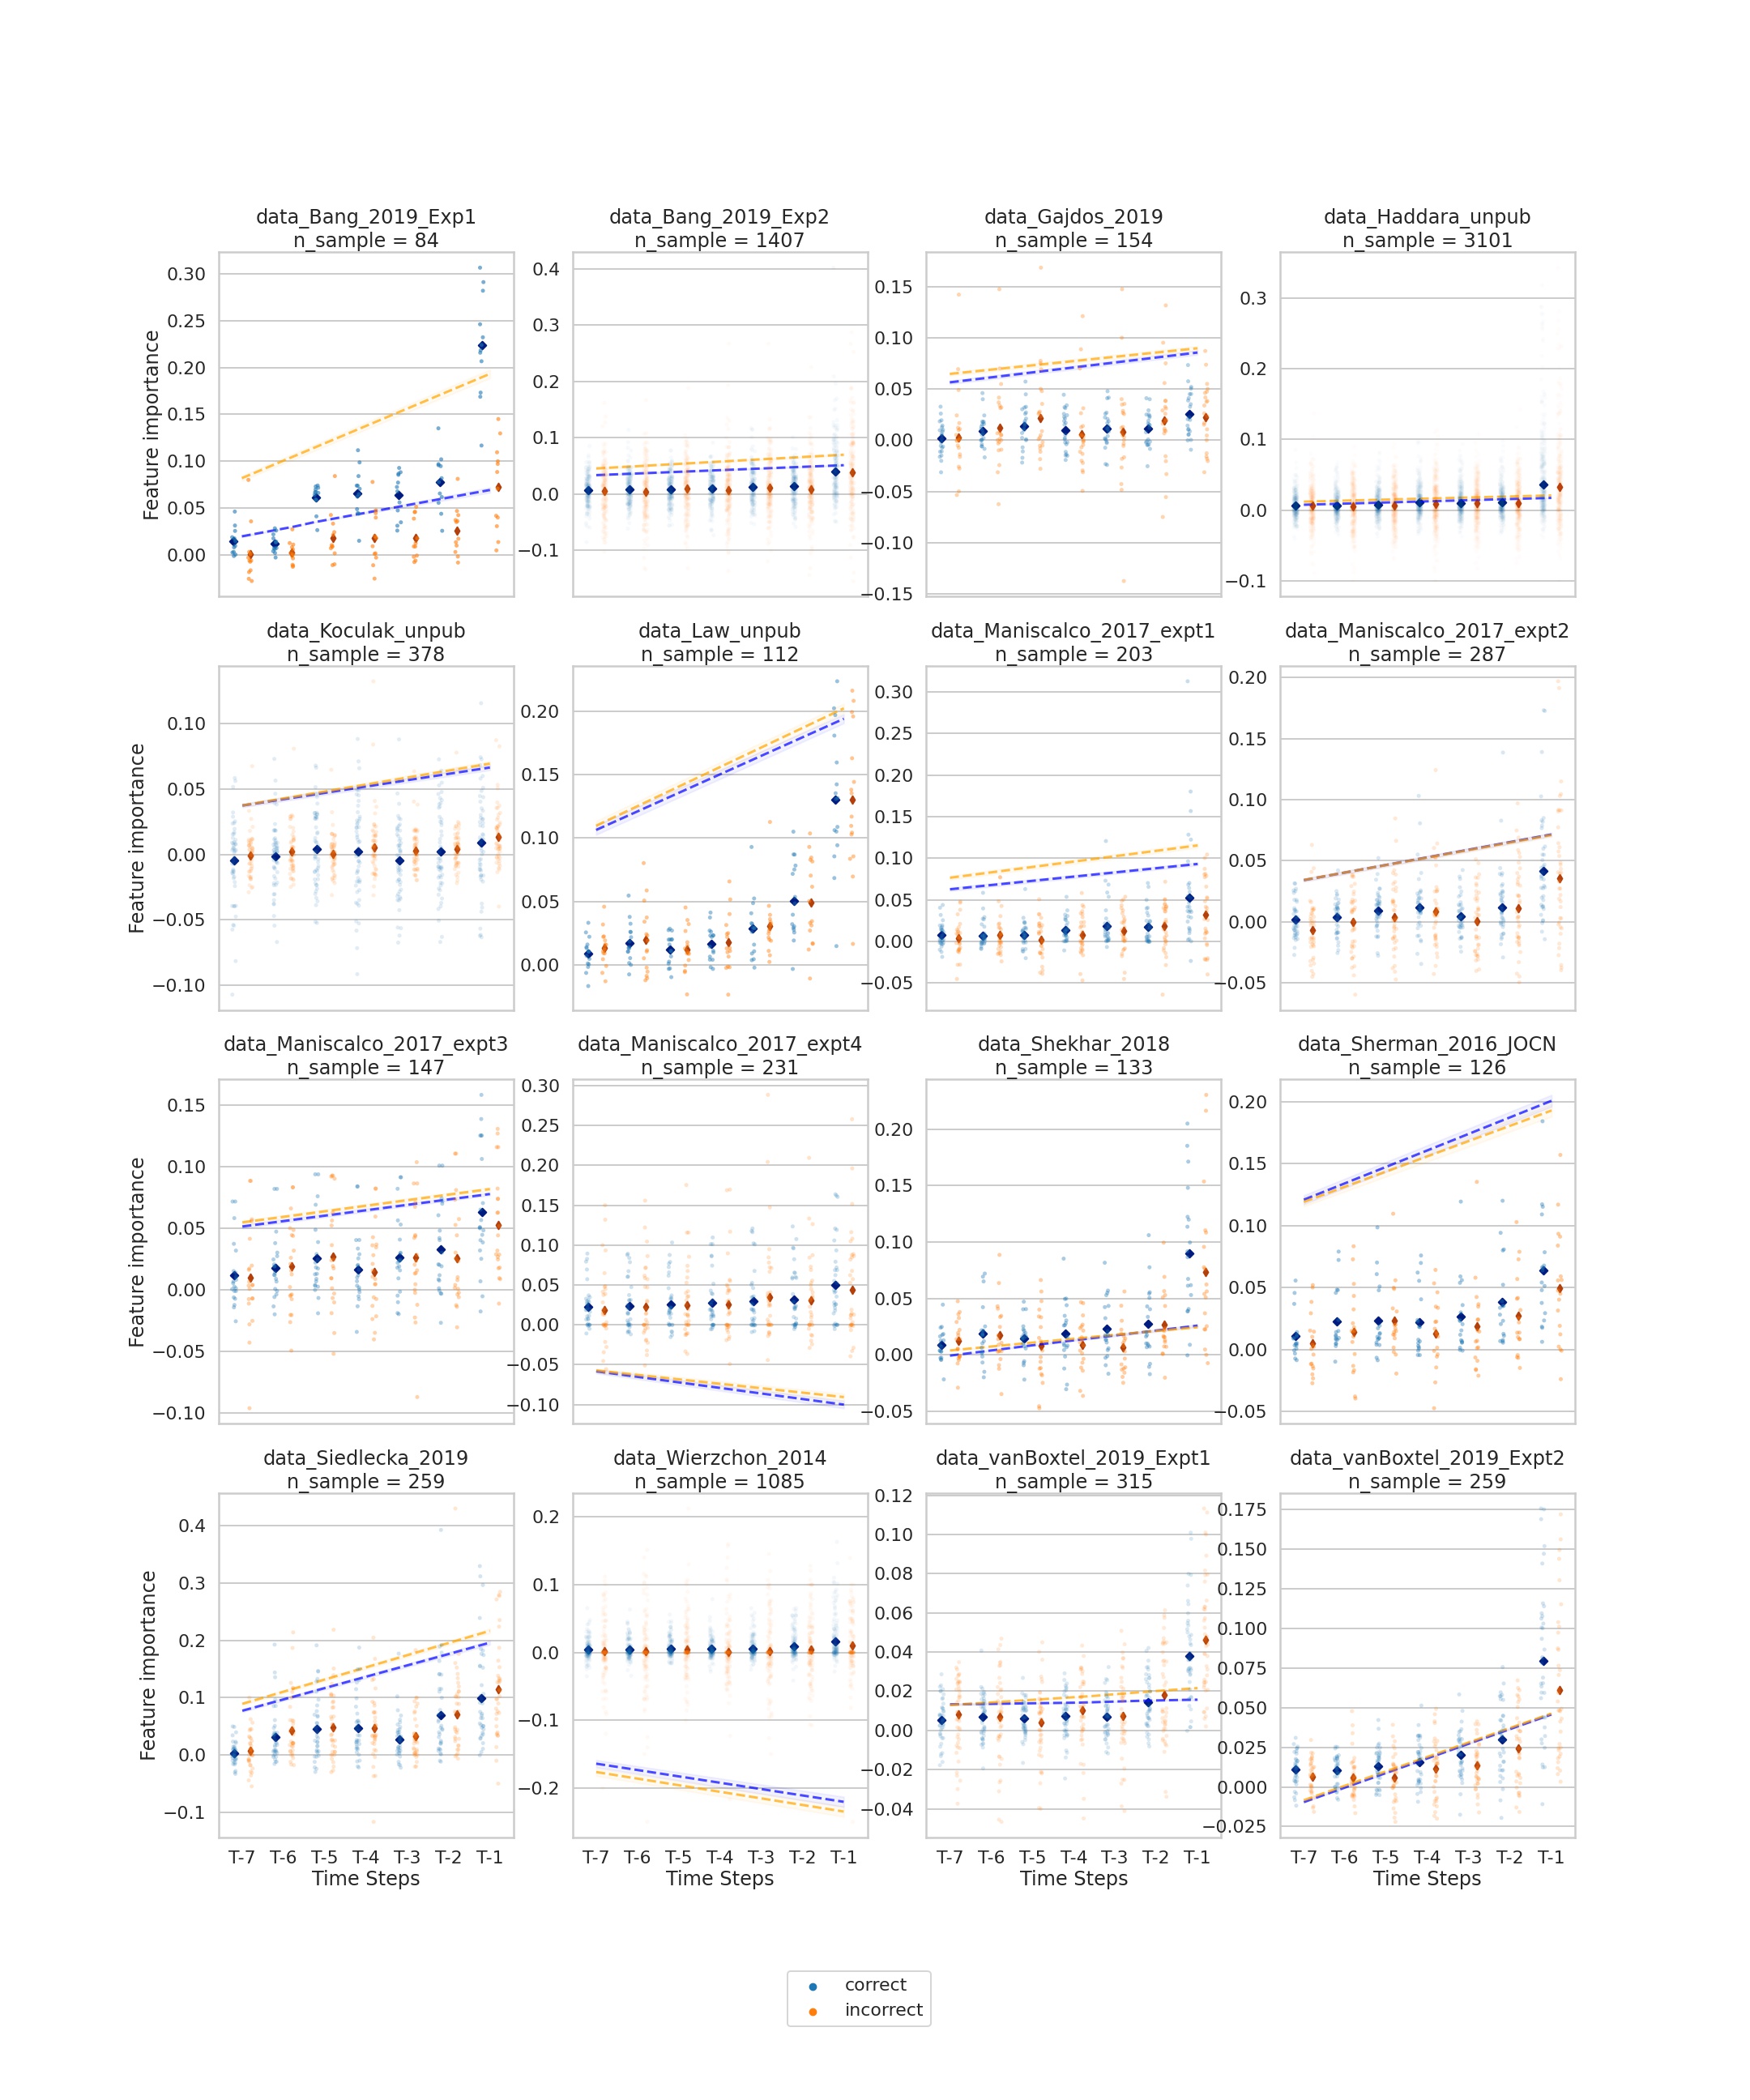 data_Bang_2019_Exp1
n_sample = 84
data_Bang_2019_Exp2
n_sample = 1407
data_Gajdos_2019
n_sample = 154
data_Haddara_unpub
n_sample = 3101
Feature importance
0.30
0.25
0.20
0.15
0.10
0.05
0.00
0.4
0.3
0.2
0.1
0.0
−0.1
0.15
0.10
0.05
0.00
−0.05
−0.10
−0.15
0.3
0.2
0.1
0.0
−0.1
data_Koculak_unpub
n_sample = 378
data_Law_unpub
n_sample = 112
data_Maniscalco_2017_expt1
n_sample = 203
data_Maniscalco_2017_expt2
n_sample = 287
Feature importance
0.10
0.05
0.00
−0.05
−0.10
0.20
0.15
0.10
0.05
0.00
0.30
0.25
0.20
0.15
0.10
0.05
0.00
−0.05
0.20
0.15
0.10
0.05
0.00
−0.05
data_Maniscalco_2017_expt3
n_sample = 147
data_Maniscalco_2017_expt4
n_sample = 231
data_Shekhar_2018
n_sample = 133
data_Sherman_2016_JOCN
n_sample = 126
Feature importance
0.15
0.10
0.05
0.00
−0.05
−0.10
0.30
0.25
0.20
0.15
0.10
0.05
0.00
−0.05
−0.10
0.20
0.15
0.10
0.05
0.00
−0.05
0.20
0.15
0.10
0.05
0.00
−0.05
data_Siedlecka_2019
n_sample = 259
data_Wierzchon_2014
n_sample = 1085
data_vanBoxtel_2019_Expt1
n_sample = 315
data_vanBoxtel_2019_Expt2
n_sample = 259
Feature importance
0.4
0.3
0.2
0.1
0.0
−0.1
0.2
0.1
0.0
−0.1
−0.2
0.12
0.10
0.08
0.06
0.04
0.02
0.00
−0.02
−0.04
0.175
0.150
0.125
0.100
0.075
0.050
0.025
0.000
−0.025
T-7 T-6 T-5 T-4 T-3 T-2 T-1
Time Steps
T-7 T-6 T-5 T-4 T-3 T-2 T-1
Time Steps
T-7 T-6 T-5 T-4 T-3 T-2 T-1
Time Steps
T-7 T-6 T-5 T-4 T-3 T-2 T-1
Time Steps
correct
incorrect